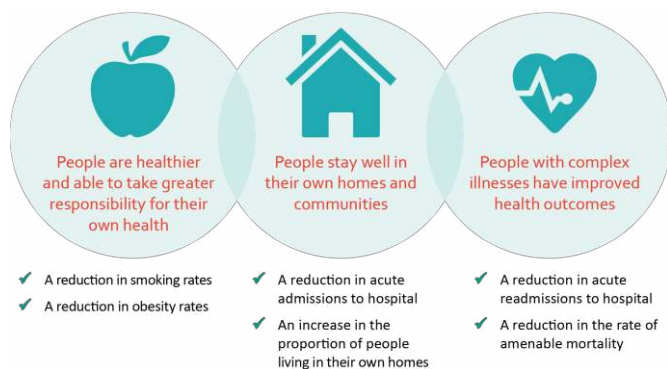 People are healthier
and able to take greater
responsibility for their
own health
People stay well in
their own homes and
communities
People with complex
illnesses have improved
health outcomes
✔ A reduction in smoking rates
✔ A reduction in obesity rates
✔ A reduction in acute
admissions to hospital
✔ An increase in the
proportion of people
living in their own homes
✔ A reduction in acute
readmissions to hospital
✔ A reduction in the rate of
amenable mortality